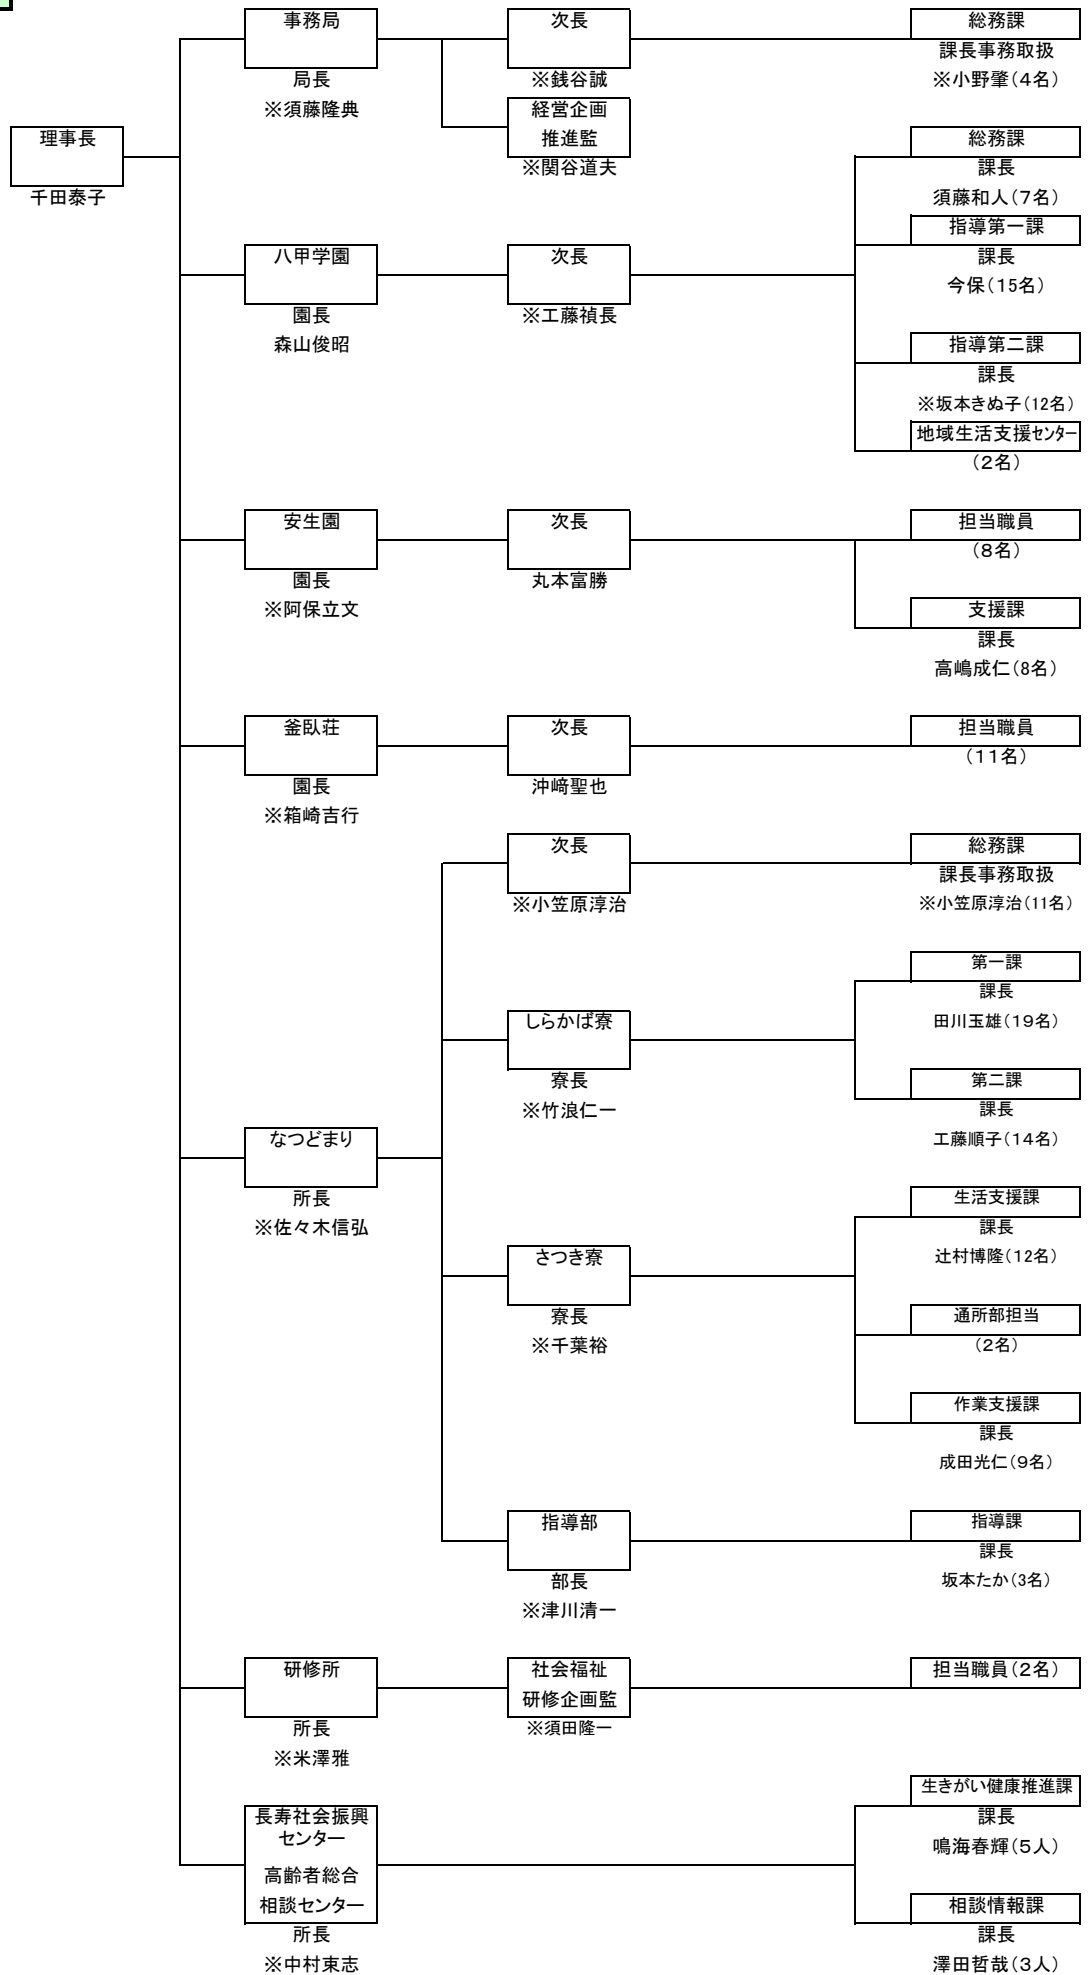 理事長
千田泰子
事務局
局長
※須藤隆典
次長
※銭谷誠
経営企画
推進監
※関谷道夫
総務課
課長事務取扱
※小野肇(4名)
八甲学園
園長
森山俊昭
次長
※工藤禎長
総務課
課長
須藤和人(7名)
指導第一課
課長
今保(15名)
指導第二課
課長
※坂本きぬ子(12名)
地域生活支援センター
(2名)
安生園
園長
※阿保立文
次長
丸本富勝
担当職員
(8名)
支援課
課長
高嶋成仁(8名)
釜臥荘
園長
※箱崎吉行
次長
沖﨑聖也
担当職員
(11名)
なつどまり
所長
※佐々木信弘
次長
※小笠原淳治
総務課
課長事務取扱
※小笠原淳治(11名)
しらかば寮
寮長
※竹浪仁一
第一課
課長
田川玉雄(19名)
第二課
課長
工藤順子(14名)
さつき寮
寮長
※千葉裕
生活支援課
課長
辻村博隆(12名)
通所部担当
(2名)
作業支援課
課長
成田光仁(9名)
指導部
部長
※津川清一
指導課
課長
坂本たか(3名)
研修所
所長
※米澤雅
社会福祉
研修企画監
※須田隆一
担当職員(2名)
長寿社会振興
センター
高齢者総合
相談センター
所長
※中村束志
生きがい健康推進課
課長
鳴海春輝(5人)
相談情報課
課長
澤田哲哉(3人)